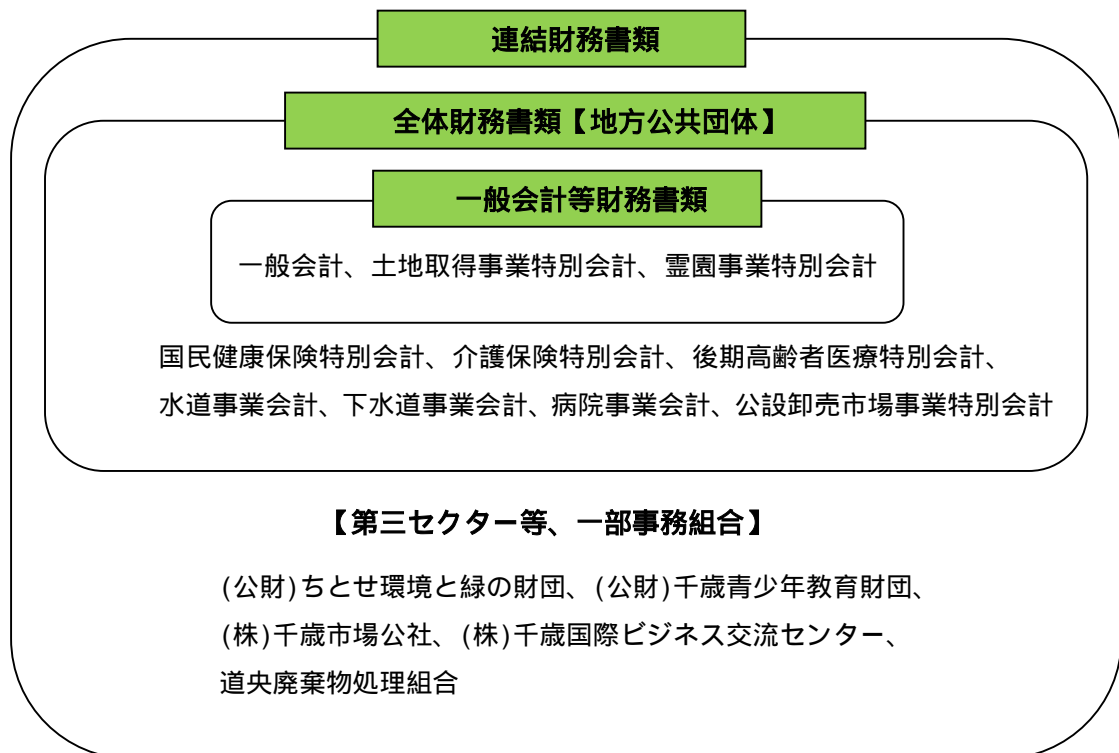 連結財務書類
全体財務書類【地方公共団体】
一般会計等財務書類
一般会計、土地取得事業特別会計、霊園事業特別会計
国民健康保険特別会計、介護保険特別会計、後期高齢者医療特別会計、
水道事業会計、下水道事業会計、病院事業会計、公設卸売市場事業特別会計
【第三セクター等、一部事務組合】
(公財)ちとせ環境と緑の財団、(公財)千歳青少年教育財団、
(株)千歳市場公社、(株)千歳国際ビジネス交流センター、
道央廃棄物処理組合